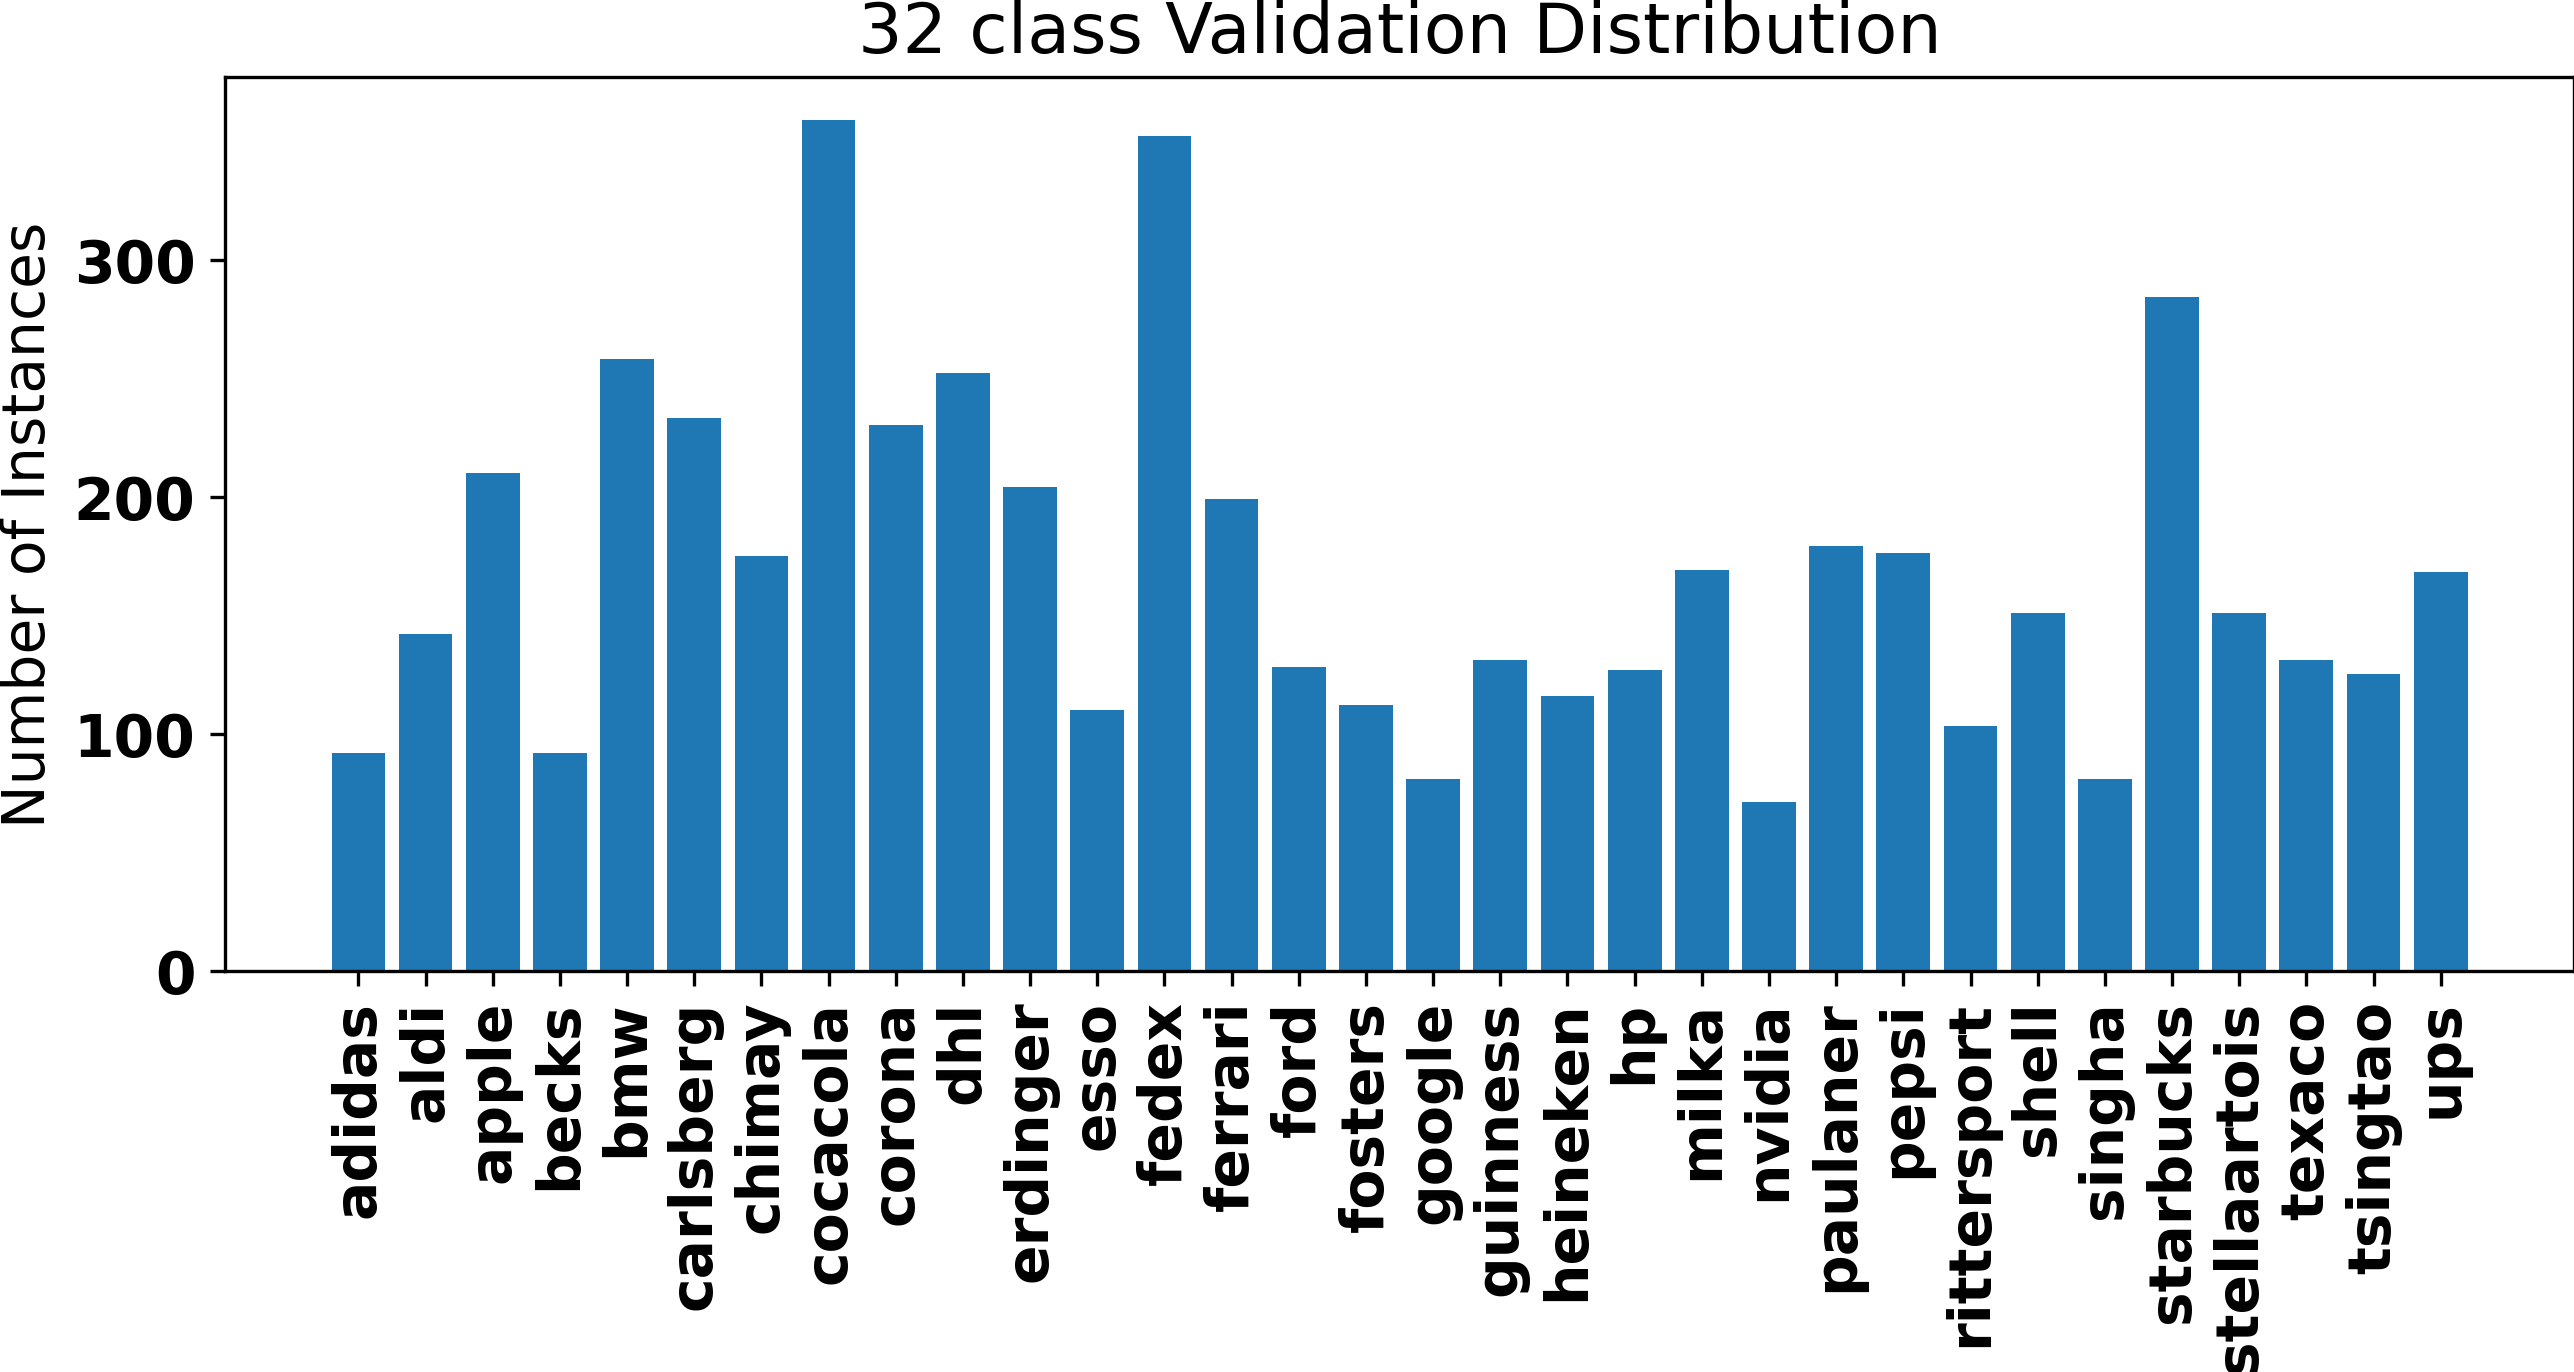 32 class Validation Distribution
Number of Instances
300
200
100
0
adidas
aldi
apple
becks
bmw
carlsberg
chimay
cocacola
corona
dhl
erdinger
esso
fedex
ferrari
ford
fosters
google
guinness
heineken
hp
milka
nvidia
paulaner
pepsi
rittersport
shell
singha
starbucks
stellaartois
texaco
tsingtao
ups